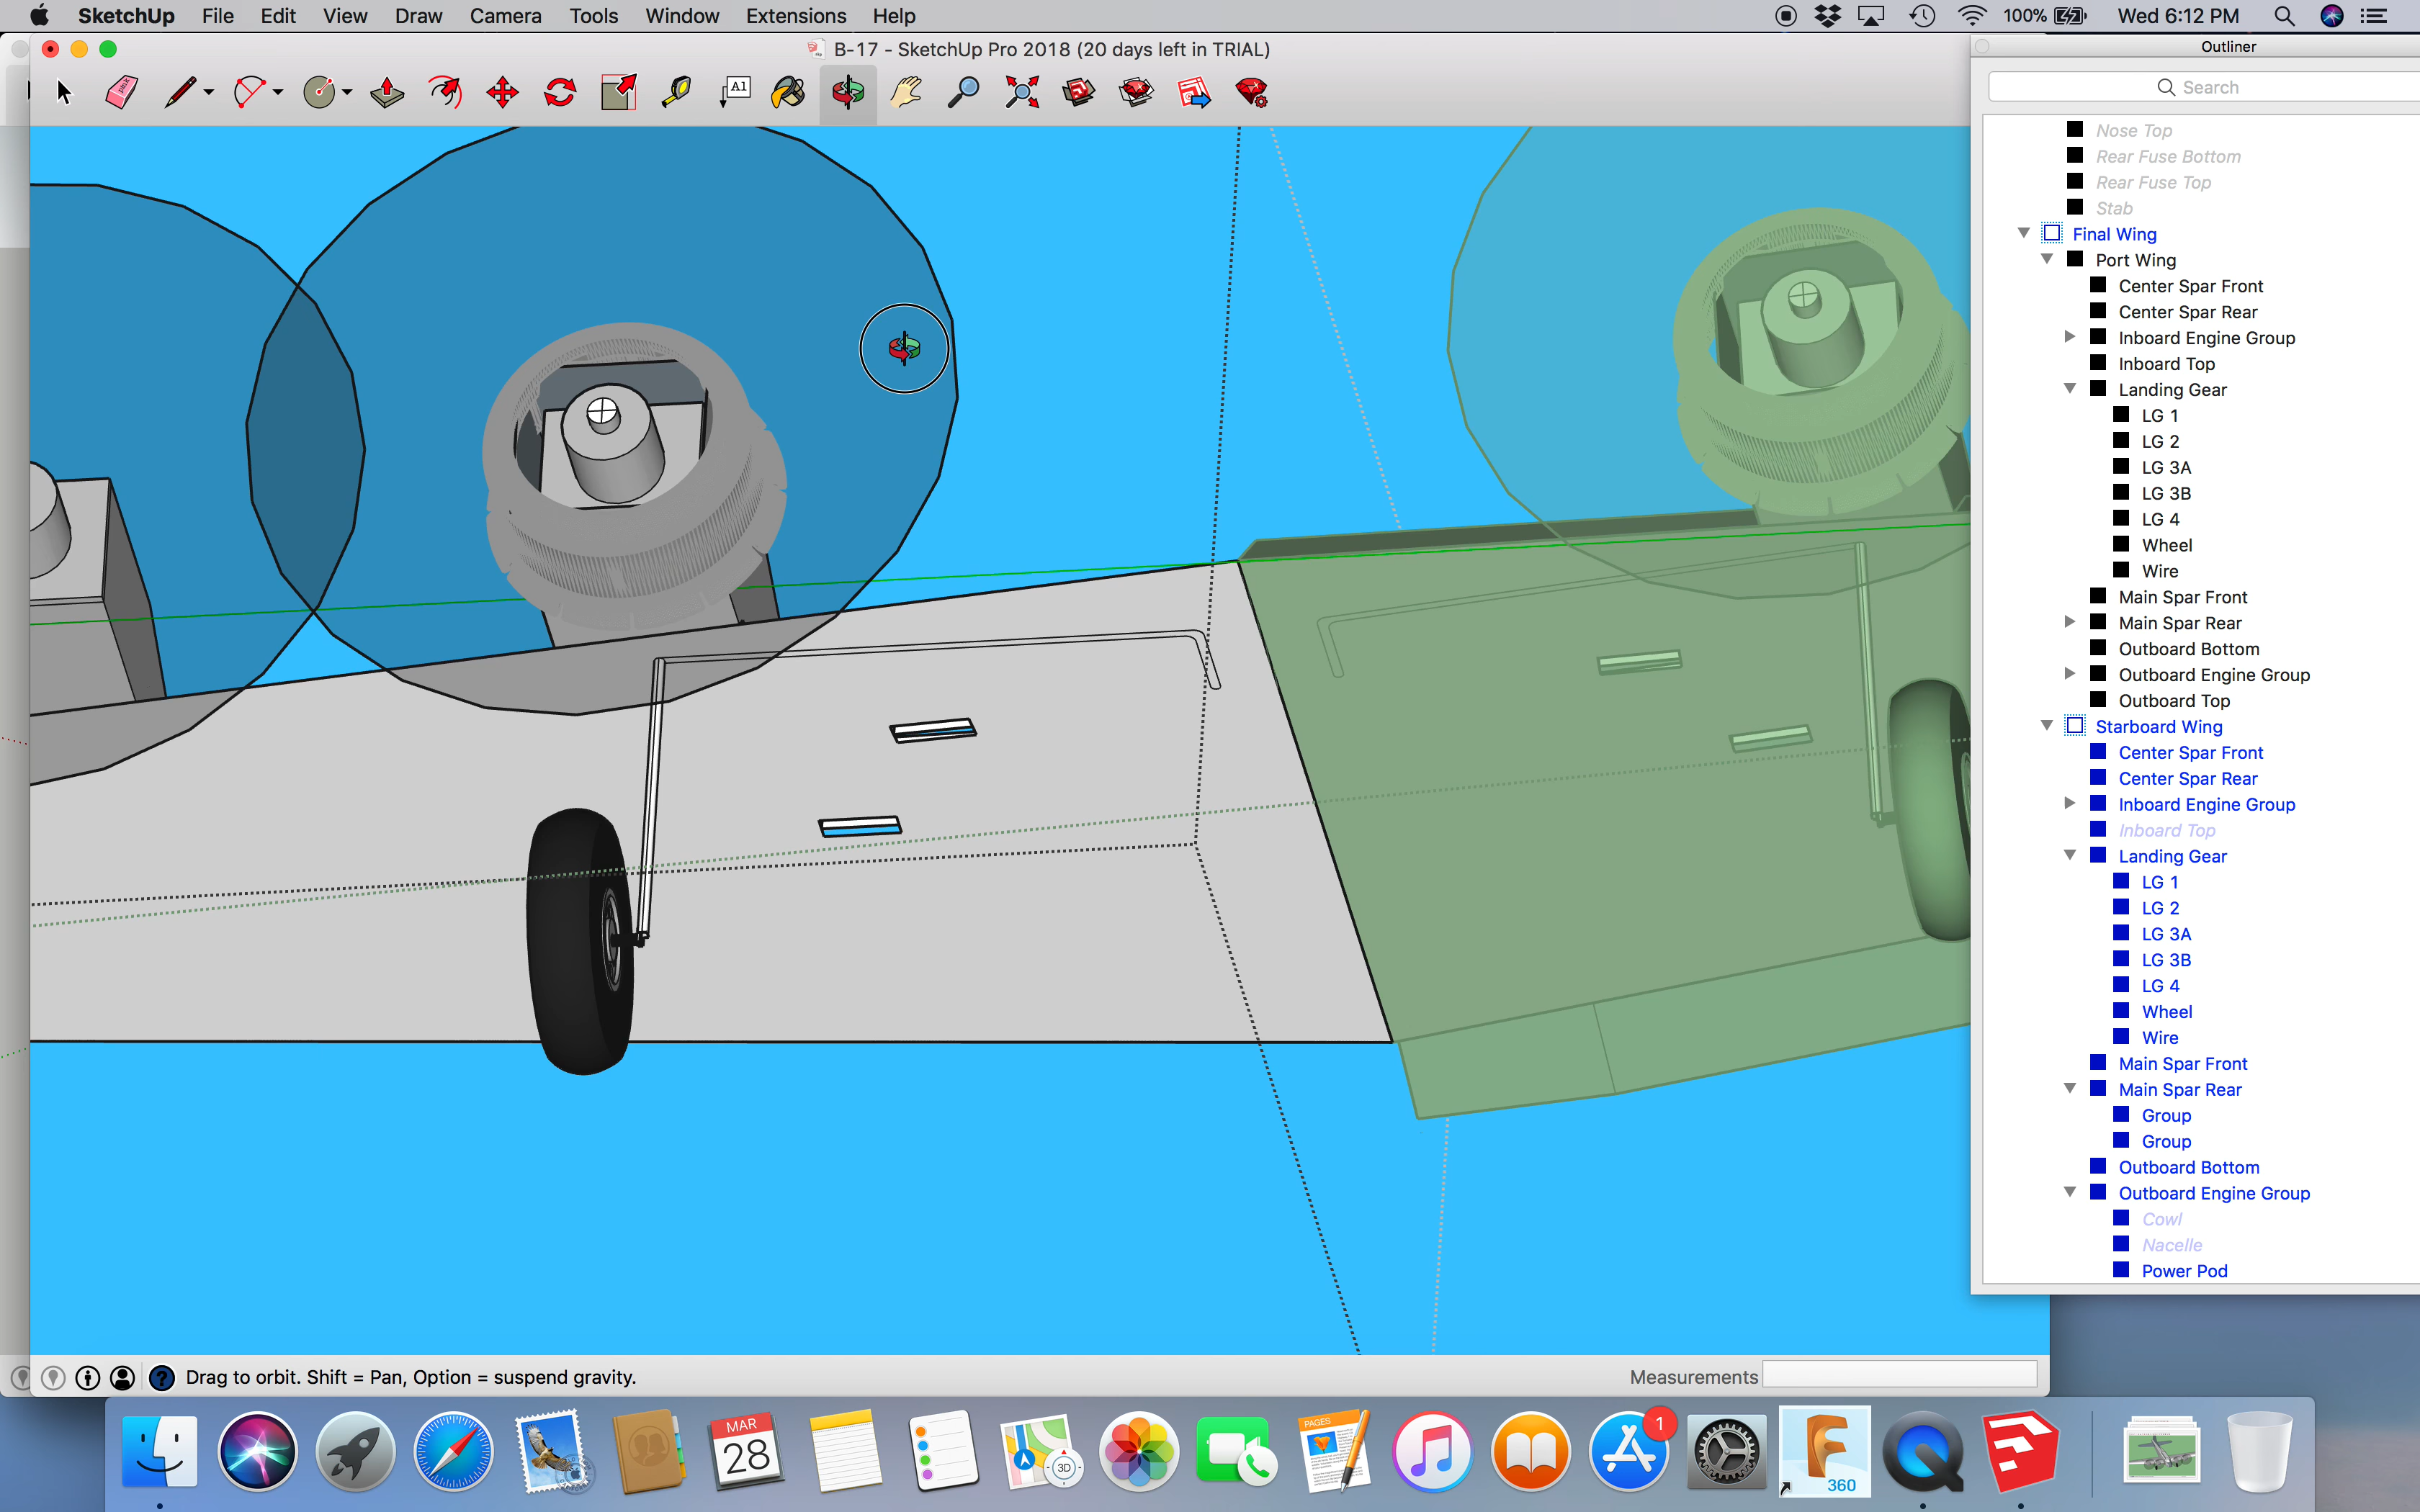 SketchUp File Edit View Draw Camera Tools Window Extensions Help 100% Wed 6:12 PM
B-17 - SketchUp Pro 2018 (20 days left in TRIAL)
A1
Outliner
Search
Nose Top
Rear Fuse Bottom
Rear Fuse Top
Stab
Final Wing
Port Wing
Center Spar Front
Center Spar Rear
Inboard Engine Group
Inboard Top
Landing Gear
LG 1
LG 2
LG 3A
LG 3B
LG 4
Wheel
Wire
Main Spar Front
Main Spar Rear
Outboard Bottom
Outboard Engine Group
Outboard Top
Starboard Wing
Center Spar Front
Center Spar Rear
Inboard Engine Group
Inboard Top
Landing Gear
LG 1
LG 2
LG 3A
LG 3B
LG 4
Wheel
Wire
Main Spar Front
Main Spar Rear
Group
Group
Outboard Bottom
Outboard Engine Group
Cowl
Nacelle
Power Pod
Drag to orbit. Shift = Pan, Option = suspend gravity.
Measurements
MAR
28
3D
PAGES
1
360